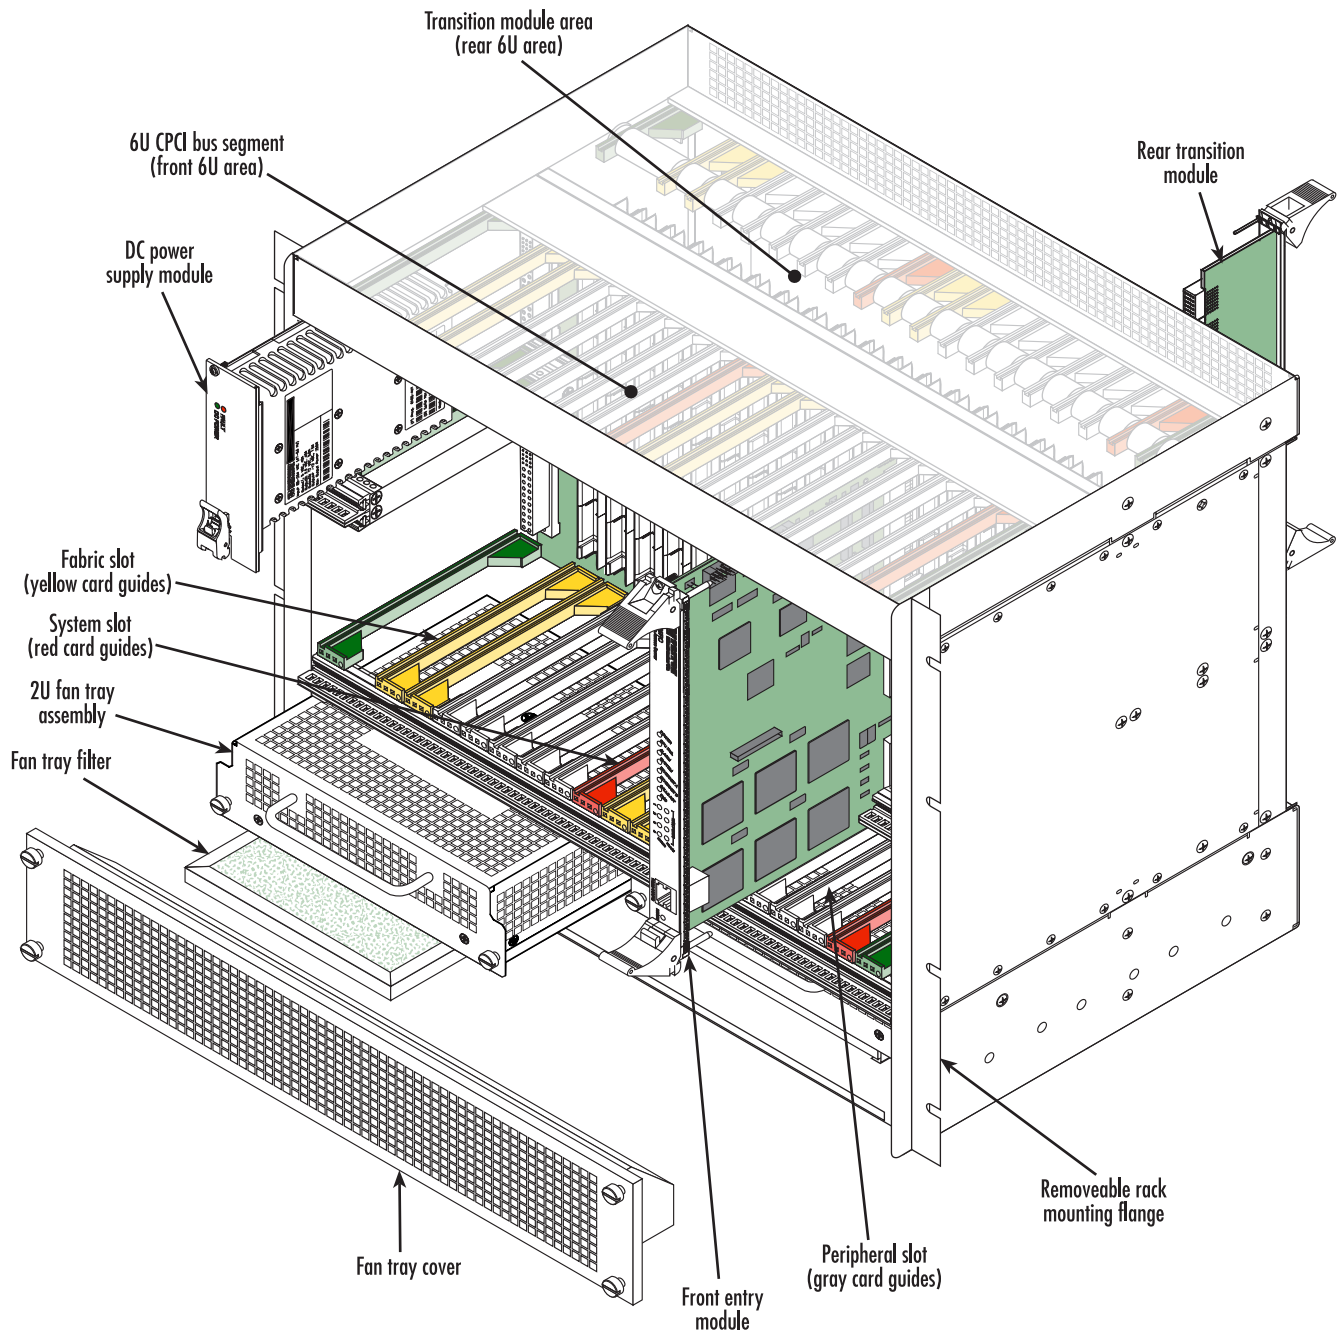 Transition module area
(rear 6U area)
6U CPCI bus segment
(front 6U area)
Rear transition
module
DC power
supply module
FAULT
Fabric slot
(yellow card guides)
System slot
(red card guides)
2U fan tray
assembly
Fan tray filter
Removeable rack
mounting flange
Peripheral slot
(gray card guides)
Fan tray cover
Front entry
module